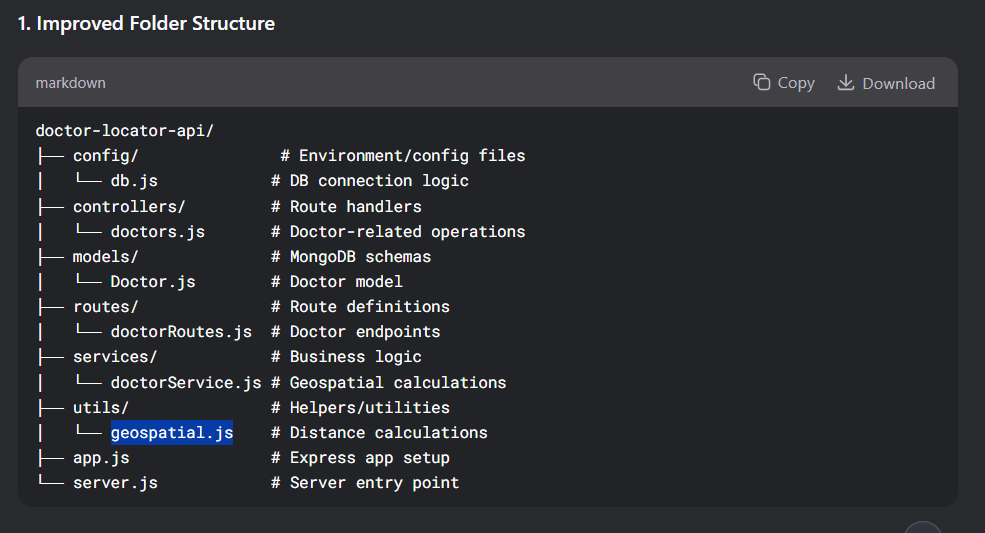 1. Improved Folder Structure
markdown
Copy
Download
doctor-locator-api/
├── config/               # Environment/config files
│   └── db.js            # DB connection logic
├── controllers/         # Route handlers
│   └── doctors.js       # Doctor-related operations
├── models/              # MongoDB schemas
│   └── Doctor.js        # Doctor model
├── routes/              # Route definitions
│   └── doctorRoutes.js  # Doctor endpoints
├── services/            # Business logic
│   └── doctorService.js # Geospatial calculations
├── utils/               # Helpers/utilities
│   └── geospatial.js    # Distance calculations
├── app.js               # Express app setup
└── server.js            # Server entry point